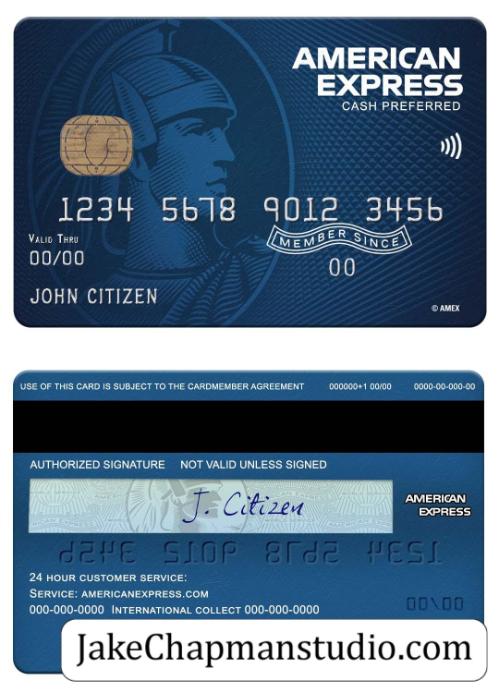 AMERICAN
EXPRESS
CASH PREFERRED
1234 5678 9012 3456
VALID THRU
MEMBER SINCE
00/00
00
JOHN CITIZEN
© AMEX
USE OF THIS CARD IS SUBJECT TO THE CARDMEMBER AGREEMENT 000000+1 00/00 0000-00-000-00
AUTHORIZED SIGNATURE NOT VALID UNLESS SIGNED
J. Citizen
AMERICAN
EXPRESS
24 HOUR CUSTOMER SERVICE:
SERVICE: AMERICANEXPRESS.COM
000-000-0000 INTERNATIONAL COLLECT 000-000-0000
00\00
JakeChapmanstudio.com